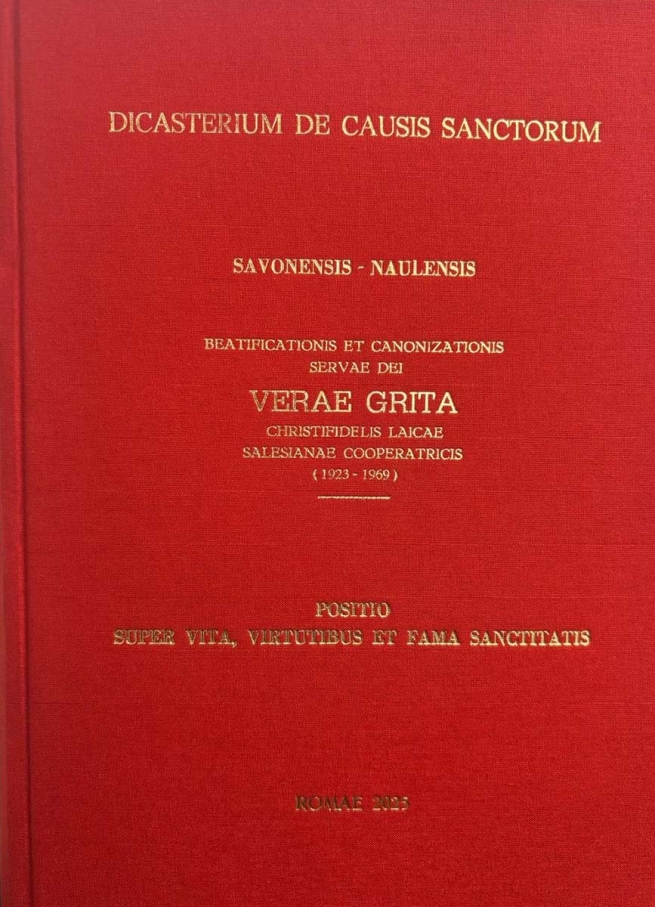 DICASTERIUM DE CAUSIS SANCTORUM
SAVONENSIS - NAULENSIS
BEATIFICATIONIS ET CANONIZATIONIS
SERVAE DEI
VERAE GRITA
CHRISTIFIDELIS LAICAE
SALESIANAE COOPERATRICIS
( 1923 - 1969 )
POSITIO
SUPER VITA, VIRTUTIBUS ET FAMA SANCTITATIS
ROMAE 2025